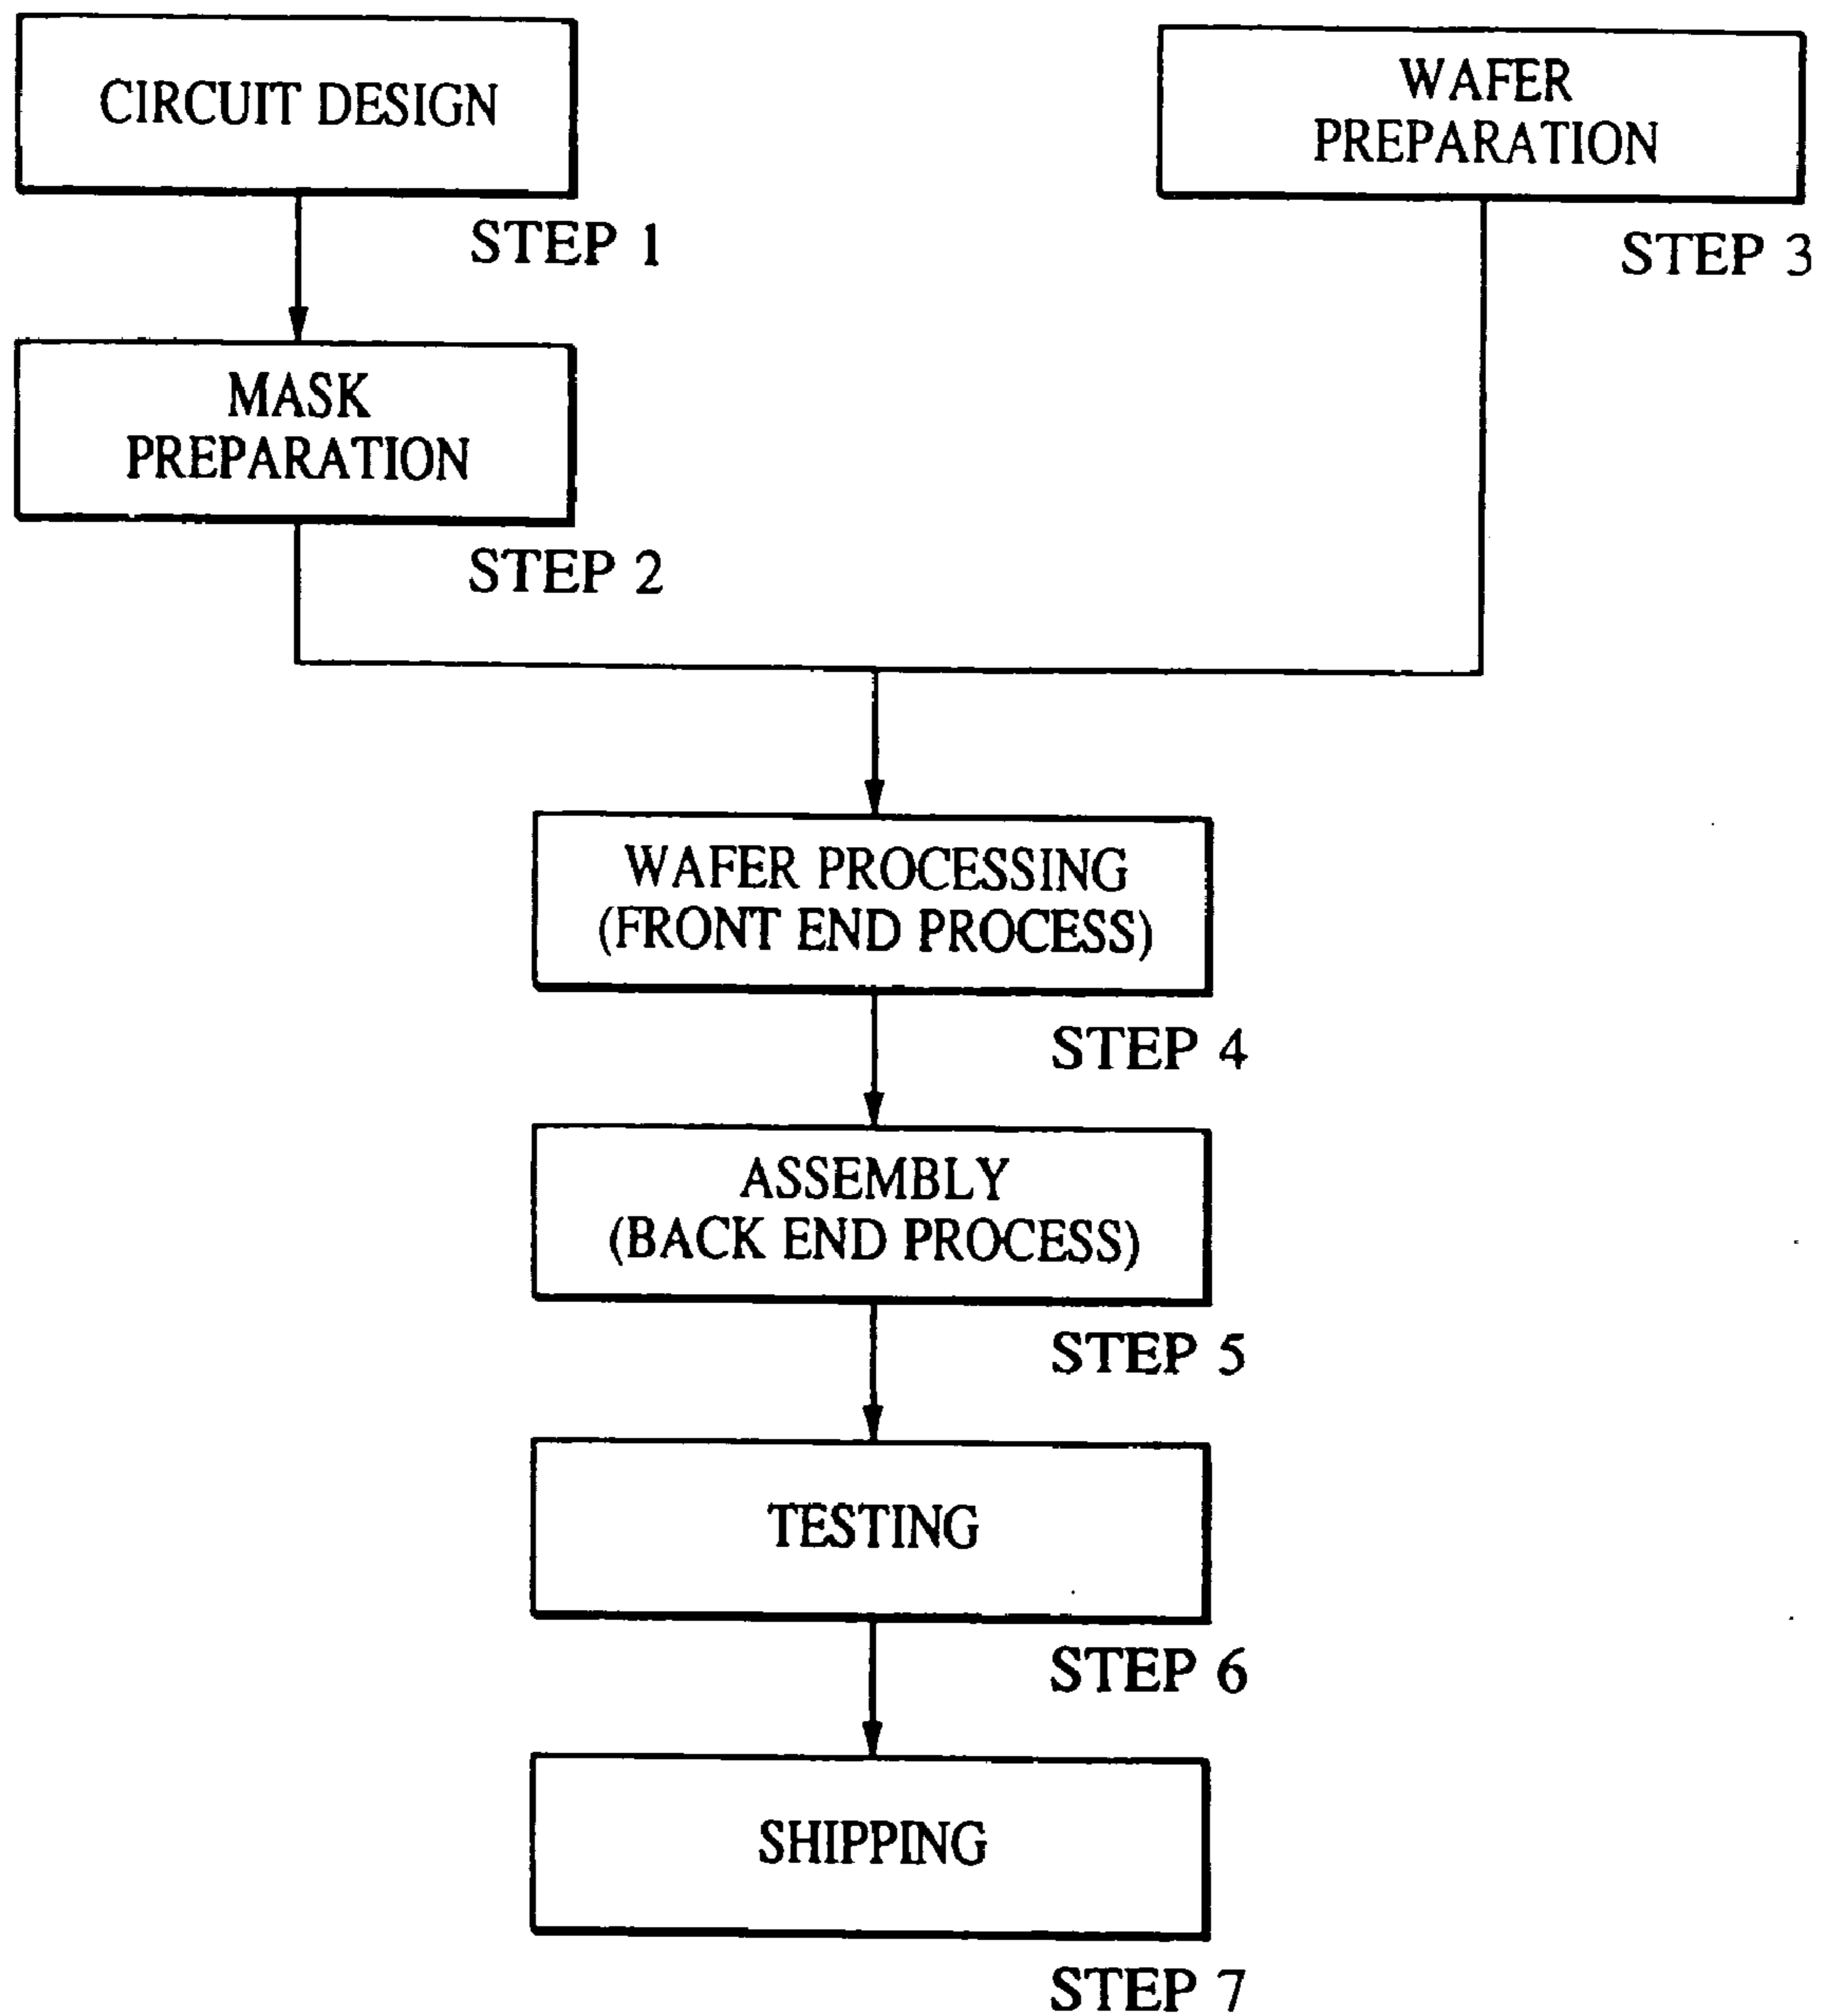 CIRCUIT DESIGN
STEP 1
MASK
PREPARATION
STEP 2
WAFER
PREPARATION
STEP 3
WAFER PROCESSING
(FRONT END PROCESS)
STEP 4
ASSEMBLY
(BACK END PROCESS)
STEP 5
TESTING
STEP 6
SHIPPING
STEP 7